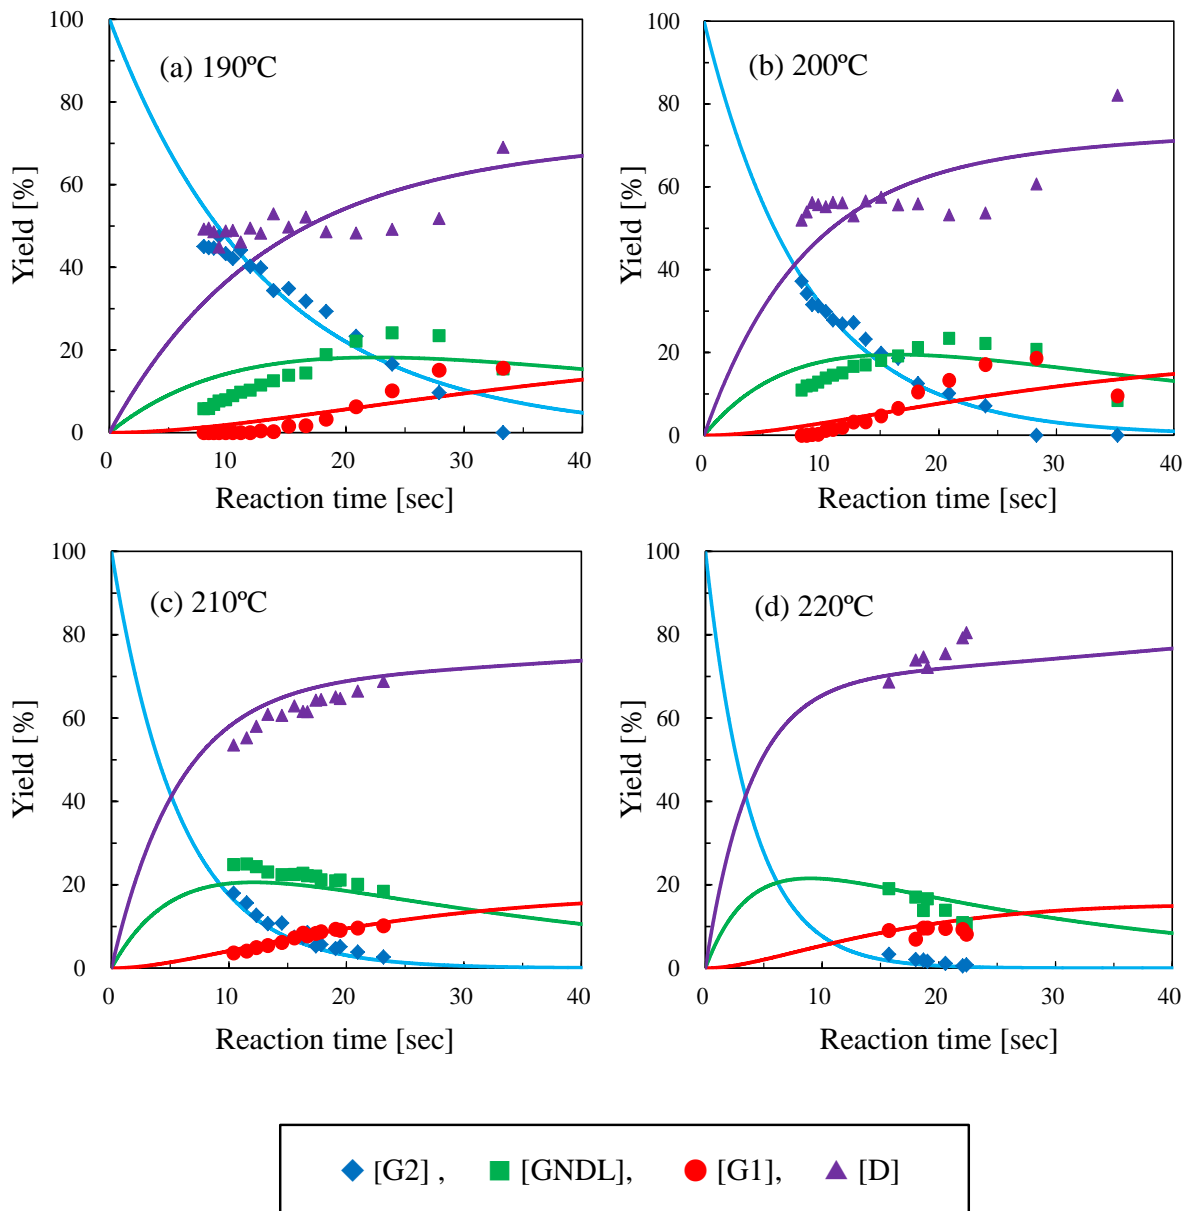 (a) 190ºC
Yield [%]
100
80
60
40
20
0
0 10 20 30 40
Reaction time [sec]
(b) 200ºC
Yield [%]
100
80
60
40
20
0
0 10 20 30 40
Reaction time [sec]
(c) 210ºC
Yield [%]
100
80
60
40
20
0
0 10 20 30 40
Reaction time [sec]
(d) 220ºC
Yield [%]
100
80
60
40
20
0
0 10 20 30 40
Reaction time [sec]
[G2] , [GNDL], [G1], [D]